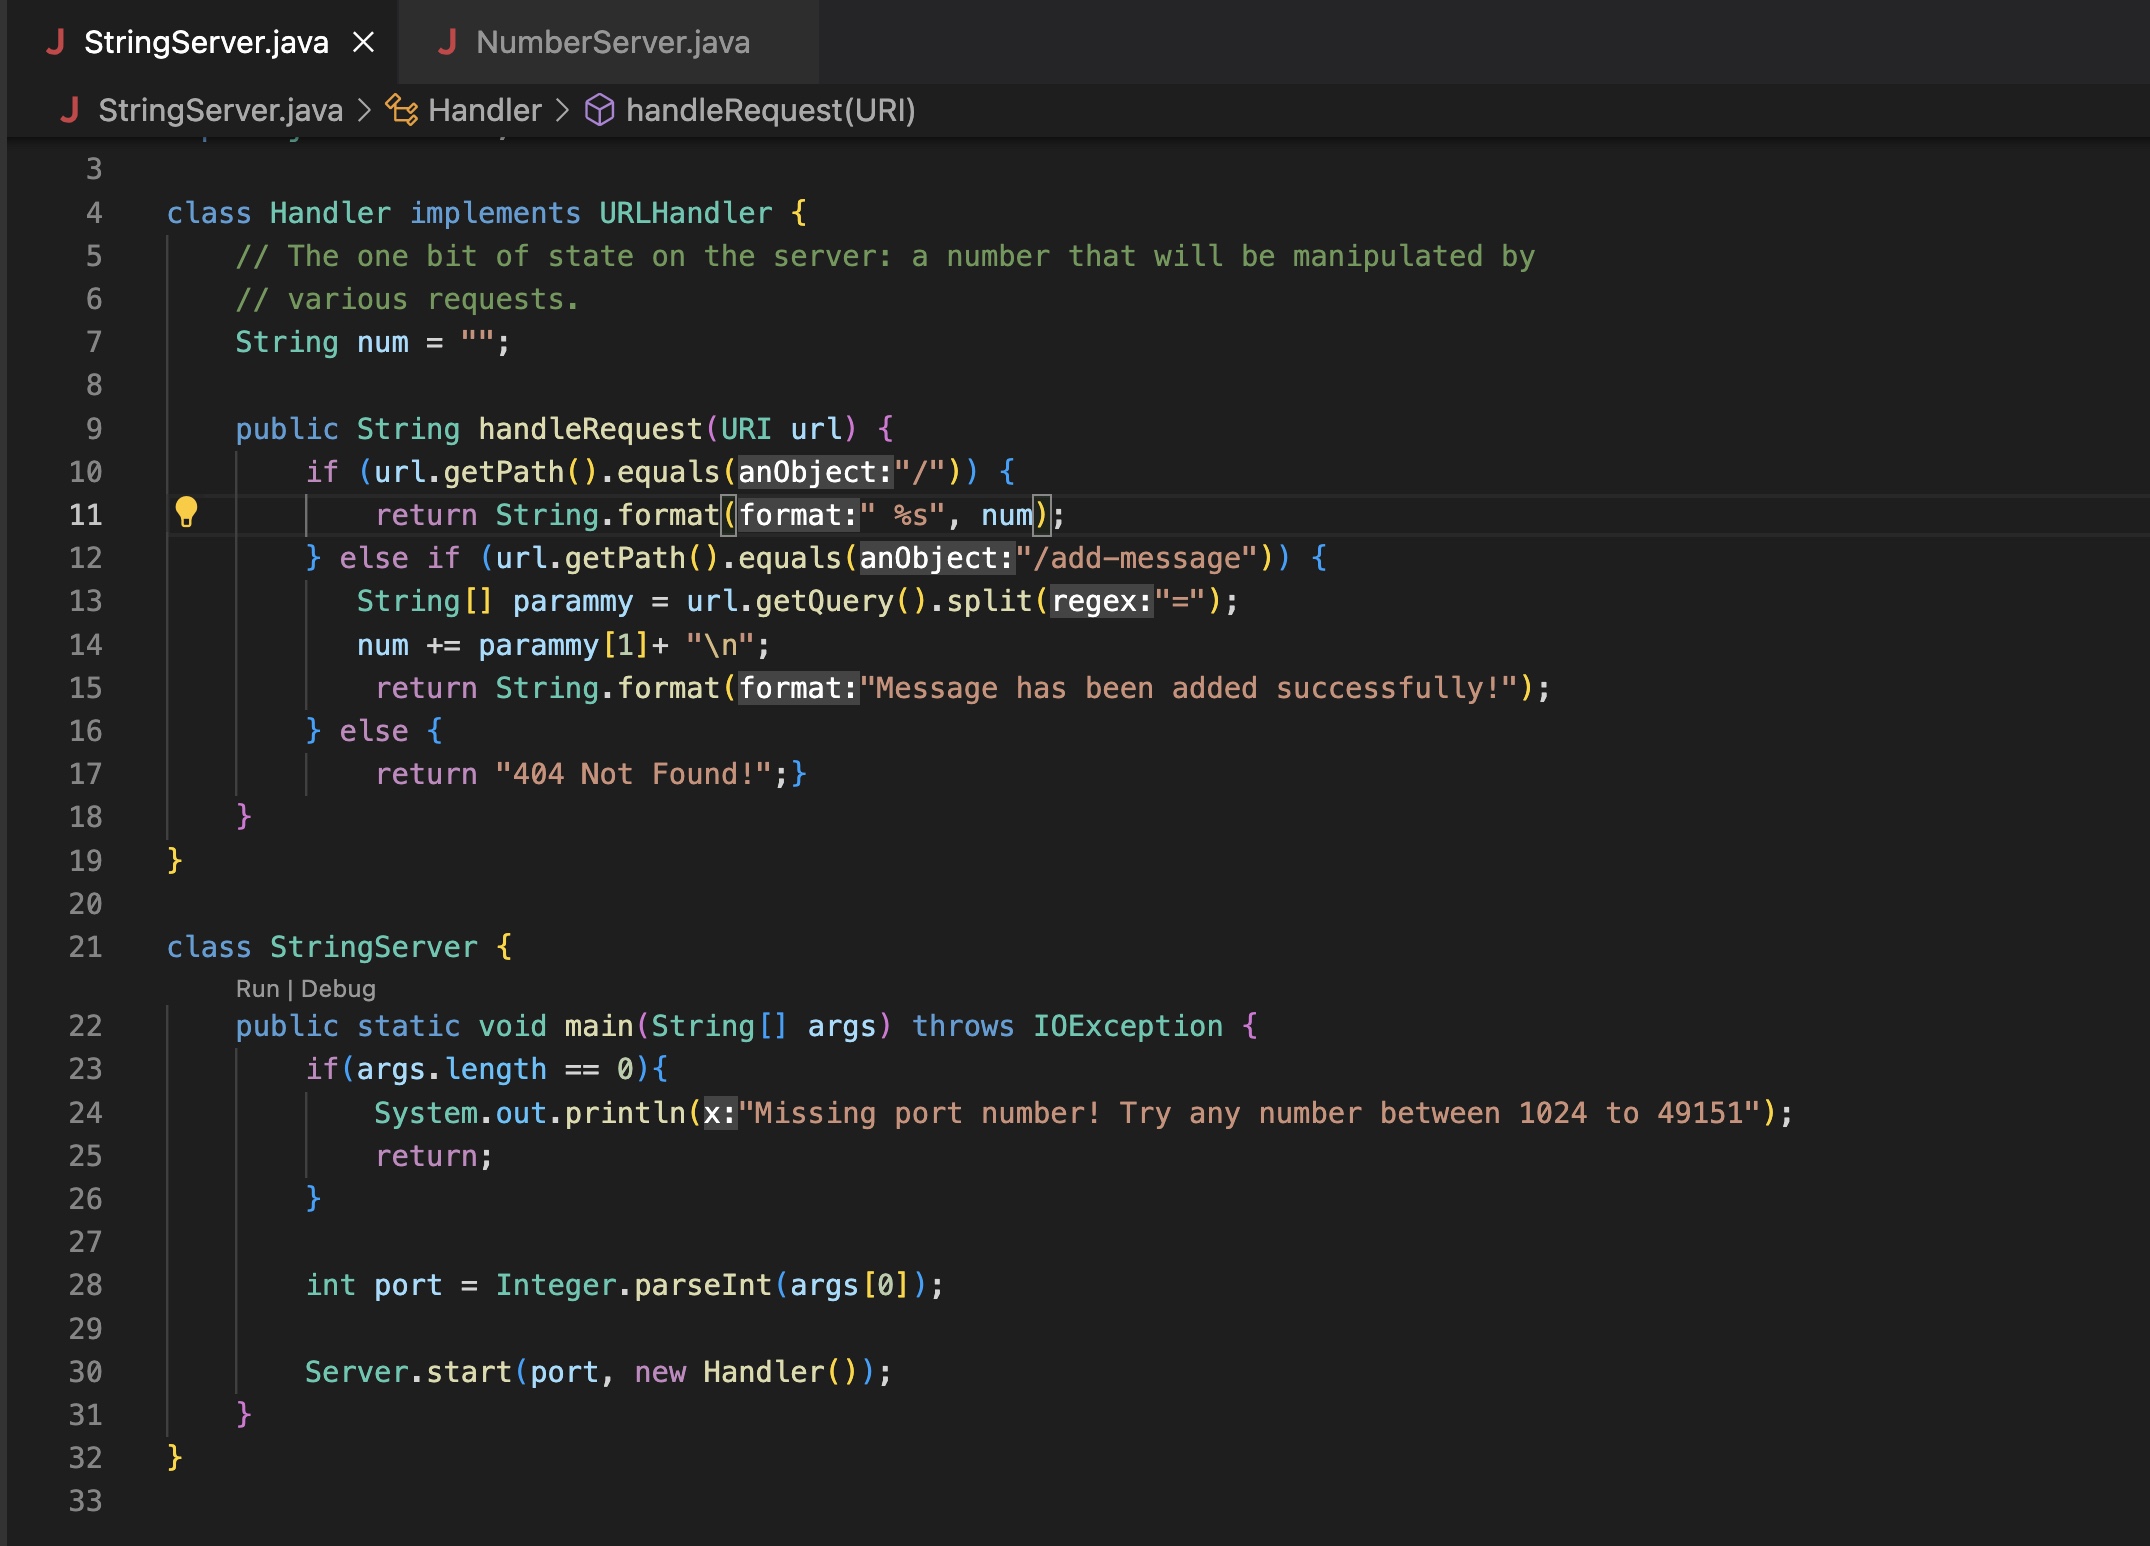 StringServer.java
NumberServer.java
StringServer.java > Handler > handleRequest(URI)
3
4 class Handler implements URLHandler {
5 // The one bit of state on the server: a number that will be manipulated by
6 // various requests.
7 String num = "";
8
9 public String handleRequest(URI url) {
10 if (url.getPath().equals(anObject:"/")) {
11 return String.format(format:" %s", num);
12 } else if (url.getPath().equals(anObject:"/add-message")) {
13 String[] parammy = url.getQuery().split(regex:"=");
14 num += parammy[1]+ "\n";
15 return String.format(format:"Message has been added successfully!");
16 } else {
17 return "404 Not Found!";}
18 }
19 }
20
21 class StringServer {
Run | Debug
22 public static void main(String[] args) throws IOException {
23 if(args.length == 0){
24 System.out.println(x:"Missing port number! Try any number between 1024 to 49151");
25 return;
26 }
27
28 int port = Integer.parseInt(args[0]);
29
30 Server.start(port, new Handler());
31 }
32 }
33